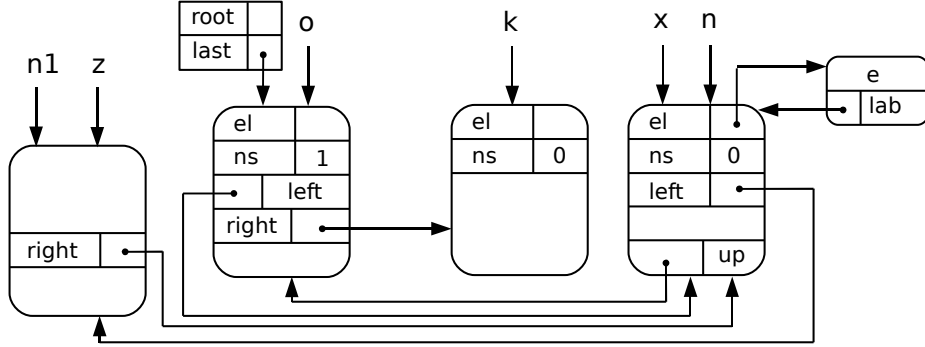 root
last
o
k
x
n
n1
z
e
lab
el
ns 1
left
right
el
ns 0
el
ns 0
left
up
right